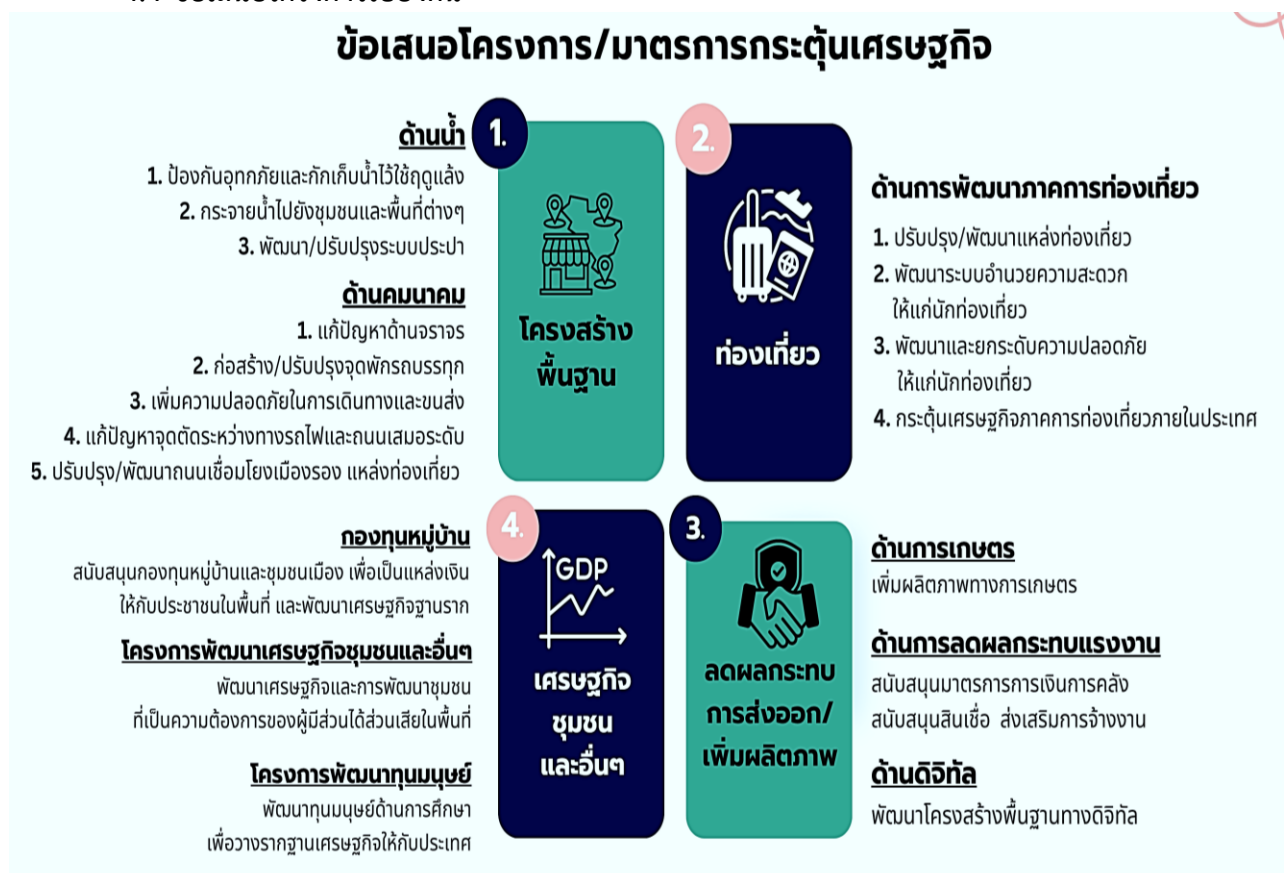 ข้อเสนอโครงการ/มาตรการกระตุ้นเศรษฐกิจ
ด้านน้ำ
1. ป้องกันอุทกภัยและกักเก็บน้ำไว้ใช้ฤดูแล้ง
2. กระจายน้ำไปยังชุมชนและพื้นที่ต่างๆ
3. พัฒนา/ปรับปรุงระบบประปา
ด้านคมนาคม
1. แก้ปัญหาด้านจราจร
2. ก่อสร้าง/ปรับปรุงจุดพักรถบรรทุก
3. เพิ่มความปลอดภัยในการเดินทางและขนส่ง
4. แก้ปัญหาจุดตัดระหว่างทางรถไฟและถนนเสมอระดับ
5. ปรับปรุง/พัฒนาถนนเชื่อมโยงเมืองรอง แหล่งท่องเที่ยว
1.
โครงสร้าง
พื้นฐาน
2.
ท่องเที่ยว
ด้านการพัฒนาภาคการท่องเที่ยว
1. ปรับปรุง/พัฒนาแหล่งท่องเที่ยว
2. พัฒนาระบบอำนวยความสะดวก
ให้แก่นักท่องเที่ยว
3. พัฒนาและยกระดับความปลอดภัย
ให้แก่นักท่องเที่ยว
4. กระตุ้นเศรษฐกิจภาคการท่องเที่ยวภายในประเทศ
กองทุนหมู่บ้าน
สนับสนุนกองทุนหมู่บ้านและชุมชนเมือง เพื่อเป็นแหล่งเงิน
ให้กับประชาชนในพื้นที่ และพัฒนาเศรษฐกิจฐานราก
โครงการพัฒนาเศรษฐกิจชุมชนและอื่นๆ
พัฒนาเศรษฐกิจและการพัฒนาชุมชน
ที่เป็นความต้องการของผู้มีส่วนได้ส่วนเสียในพื้นที่
โครงการพัฒนาทุนมนุษย์
พัฒนาทุนมนุษย์ด้านการศึกษา
เพื่อวางรากฐานเศรษฐกิจให้กับประเทศ
4.
GDP
เศรษฐกิจ
ชุมชน
และอื่นๆ
3.
ลดผลกระทบ
การส่งออก/
เพิ่มผลิตภาพ
ด้านการเกษตร
เพิ่มผลิตภาพทางการเกษตร
ด้านการลดผลกระทบแรงงาน
สนับสนุนมาตรการการเงินการคลัง
สนับสนุนสินเชื่อ ส่งเสริมการจ้างงาน
ด้านดิจิทัล
พัฒนาโครงสร้างพื้นฐานทางดิจิทัล